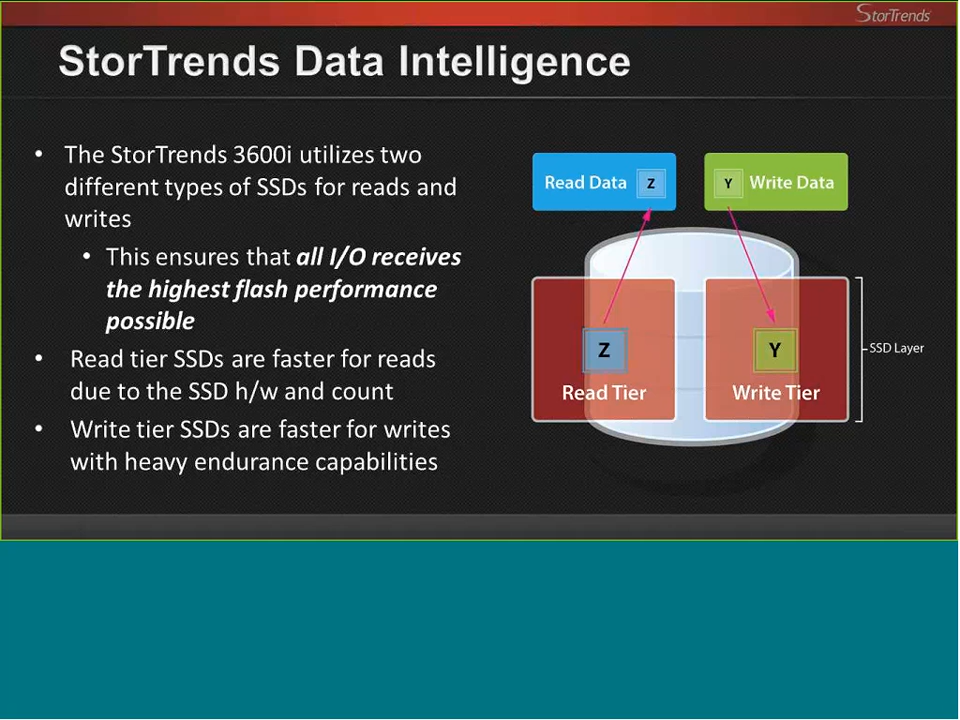 StorTrends
StorTrends Data Intelligence
• The StorTrends 3600i utilizes two
different types of SSDs for reads and
writes
• This ensures that all I/O receives
the highest flash performance
possible
• Read tier SSDs are faster for reads
due to the SSD h/w and count
• Write tier SSDs are faster for writes
with heavy endurance capabilities
Read Data Z
Y Write Data
Z
Read Tier
Y
Write Tier
SSD Layer